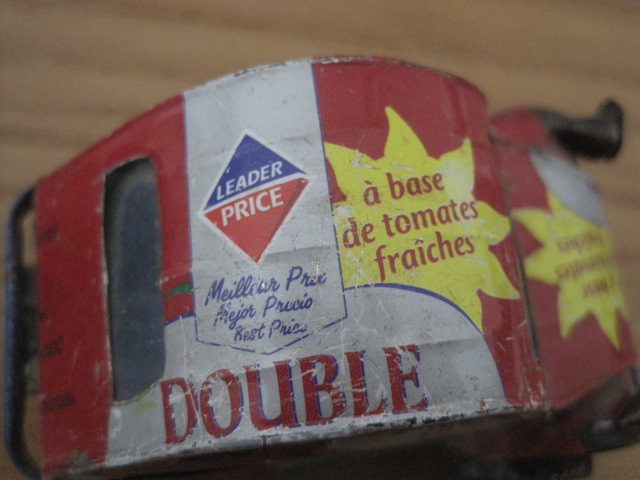 LEADER
PRICE
Meilleur Prix
Mejor Precio
Best Price
à base
de tomates
fraîches
DOUBLE